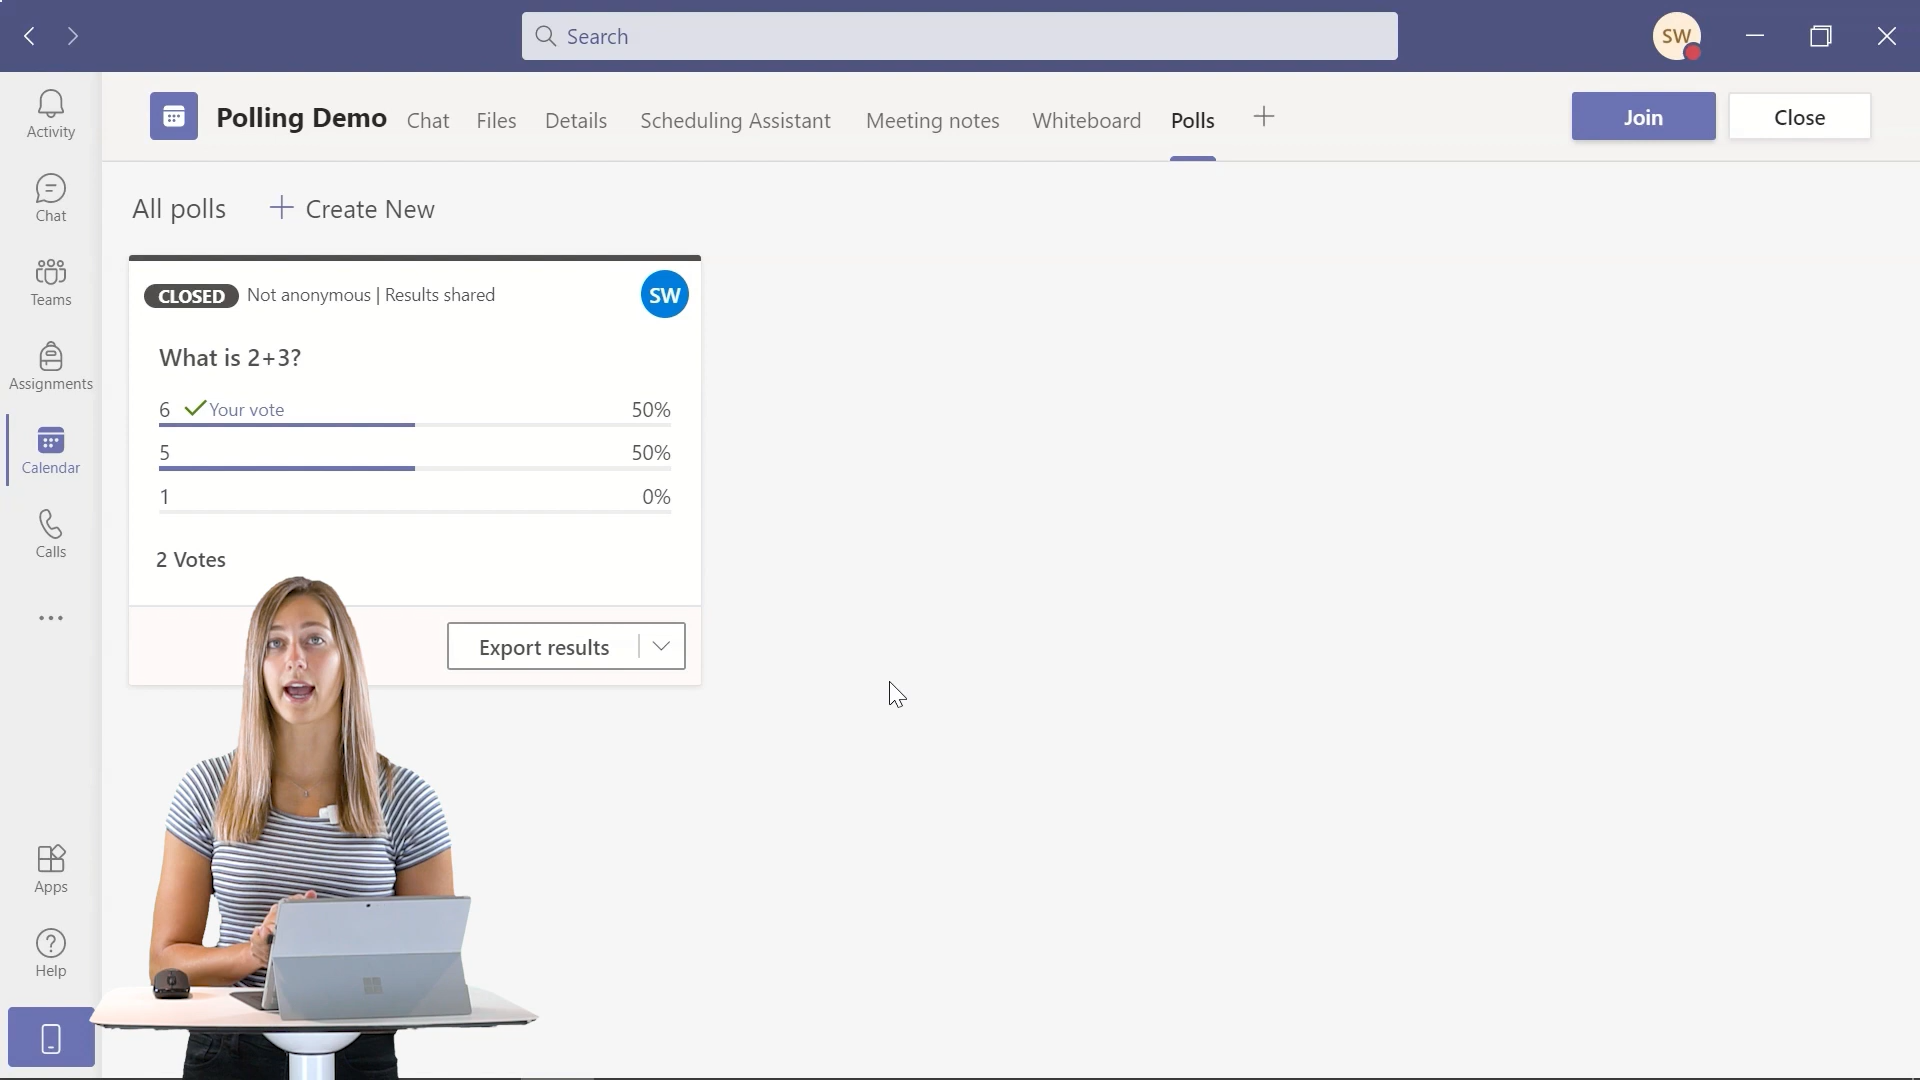 Search
SW
Activity
Chat
Teams
Assignments
Calendar
Calls
Apps
Help
Polling Demo Chat Files Details Scheduling Assistant Meeting notes Whiteboard Polls
Join Close
All polls Create New
CLOSED Not anonymous | Results shared SW
What is 2+3?
6 Your vote 50%
5 50%
1 0%
2 Votes
Export results